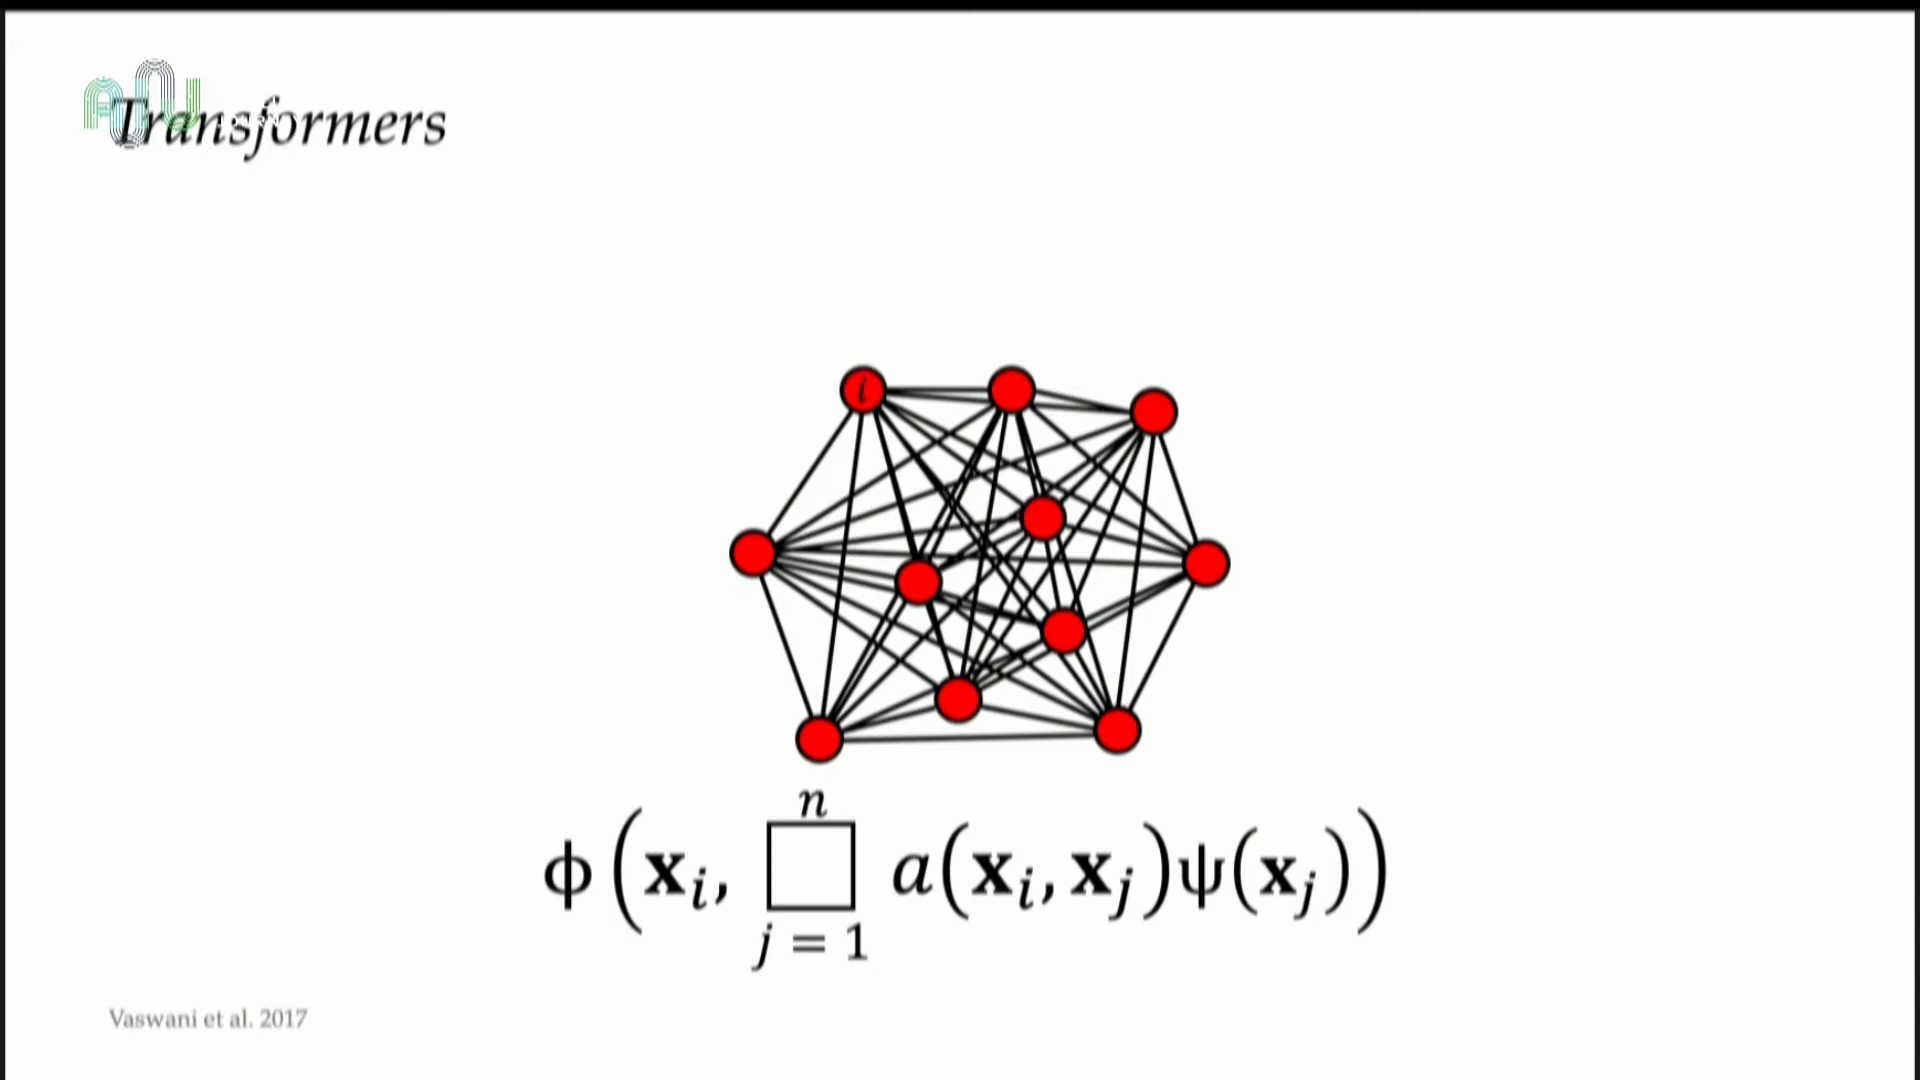 Transformers
i
n
ϕ(xᵢ, □ a(xᵢ, xⱼ)ψ(xⱼ))
j = 1
Vaswani et al. 2017